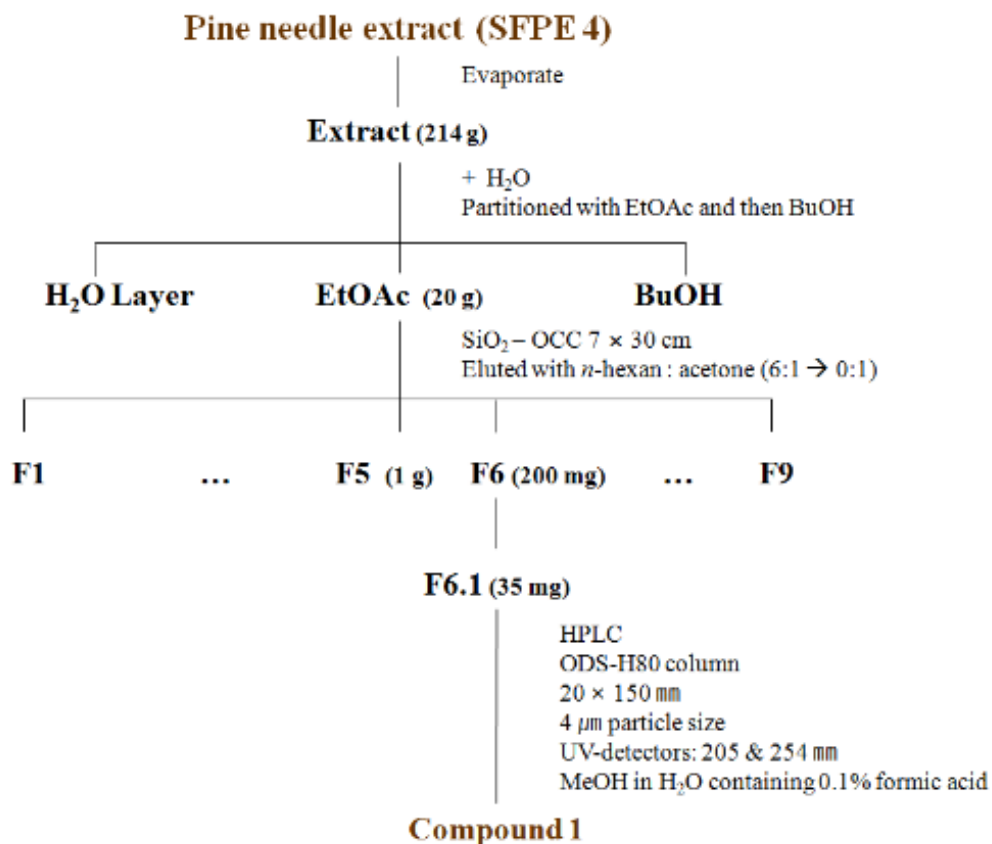 Pine needle extract (SFPE 4)
Evaporate
Extract (214 g)
+ H₂O
Partitioned with EtOAc and then BuOH
H₂O Layer EtOAc (20 g) BuOH
SiO₂ – OCC 7 × 30 cm
Eluted with n-hexan : acetone (6:1 → 0:1)
F1 ... F5 (1 g) F6 (200 mg) ... F9
F6.1 (35 mg)
HPLC
ODS-H80 column
20 × 150 ㎜
4 ㎛ particle size
UV-detectors: 205 & 254 ㎜
MeOH in H₂O containing 0.1% formic acid
Compound 1